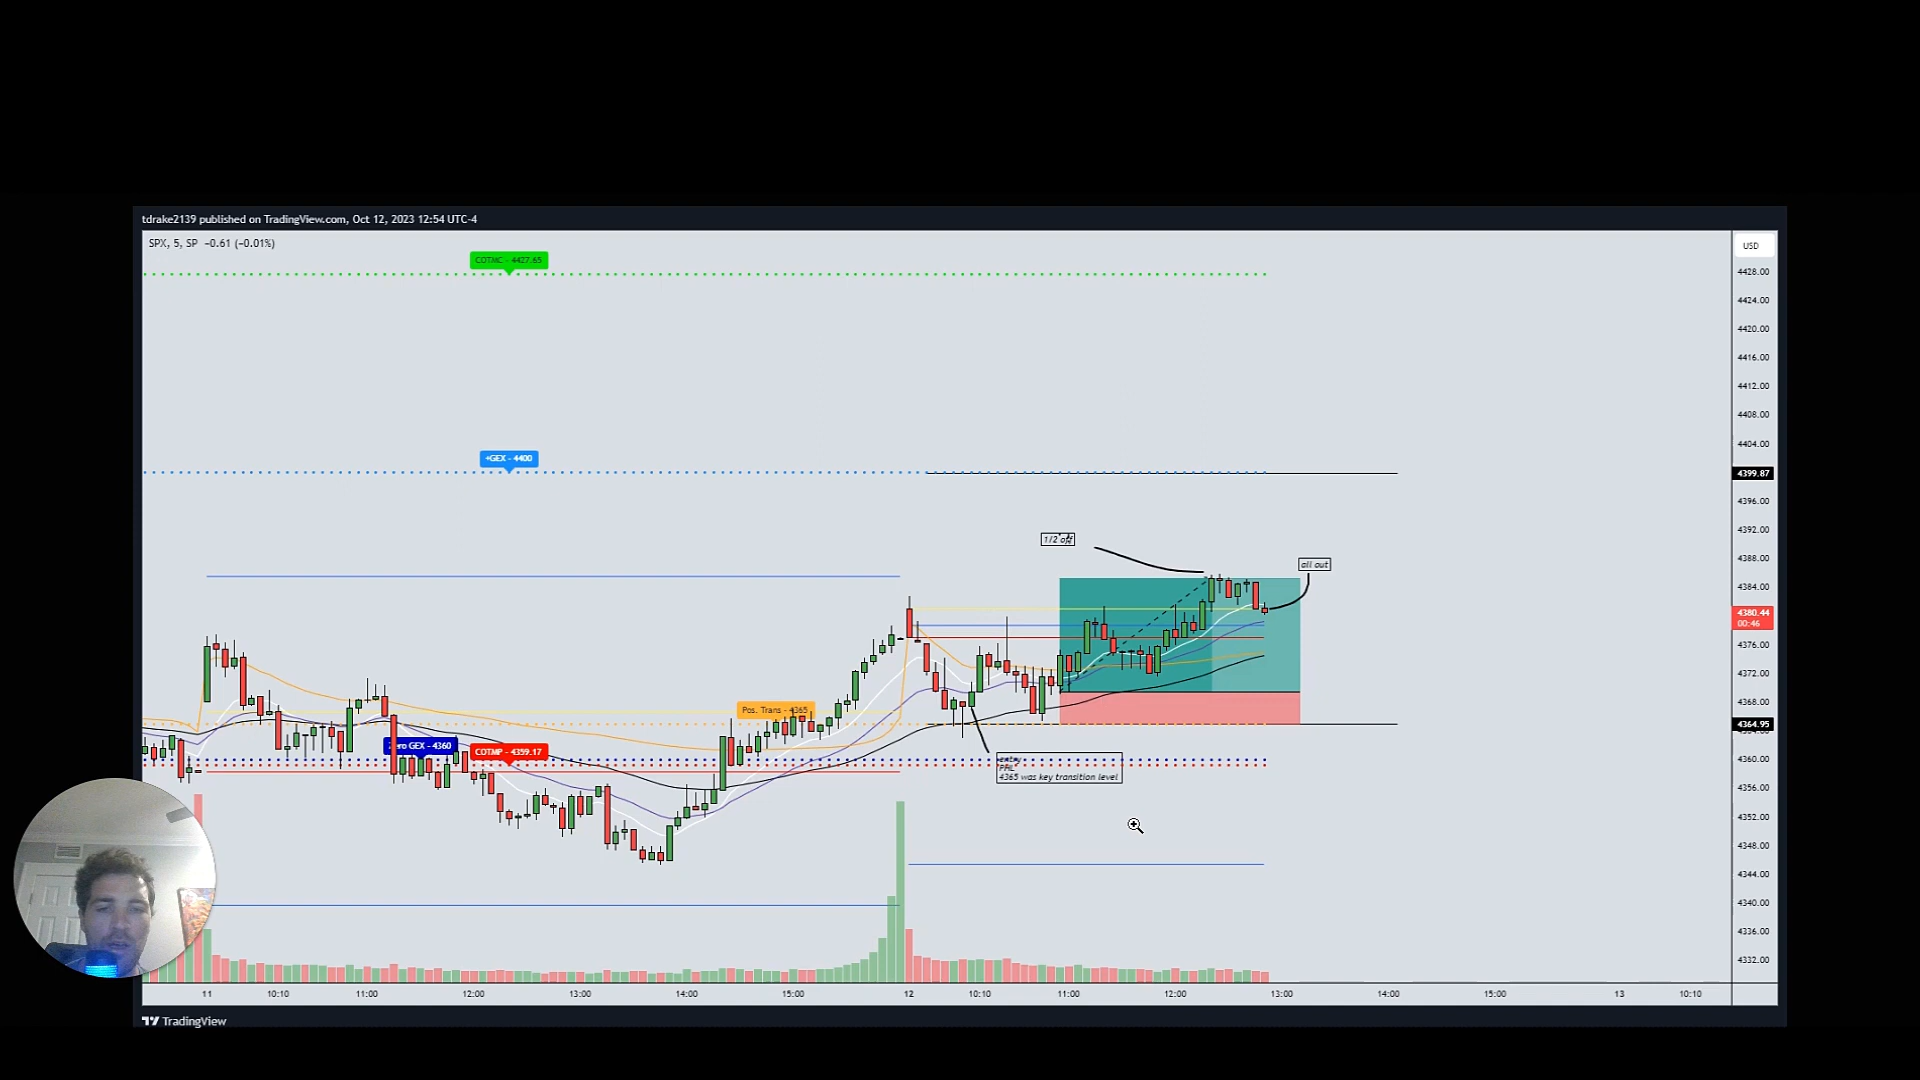 tdrake2139 published on TradingView.com, Oct 12, 2023 12:54 UTC-4
SPX, 5, SP −0.61 (−0.01%)
USD
COTMC - 4427.65
4428.00
4424.00
4420.00
4416.00
4412.00
4408.00
4404.00
+GEX - 4400
4399.87
4396.00
4392.00
1/2 off
4388.00
all out
4384.00
4380.44
00:46
4376.00
4372.00
4368.00
Pos. Trans - 4365
4364.95
Zero GEX - 4360
COTMP - 4359.17
4360.00
entry
4365 was key transition level
4356.00
4352.00
4348.00
4344.00
4340.00
4336.00
4332.00
11 10:10 11:00 12:00 13:00 14:00 15:00 12 10:10 11:00 12:00 13:00 14:00 15:00 13 10:10
TradingView